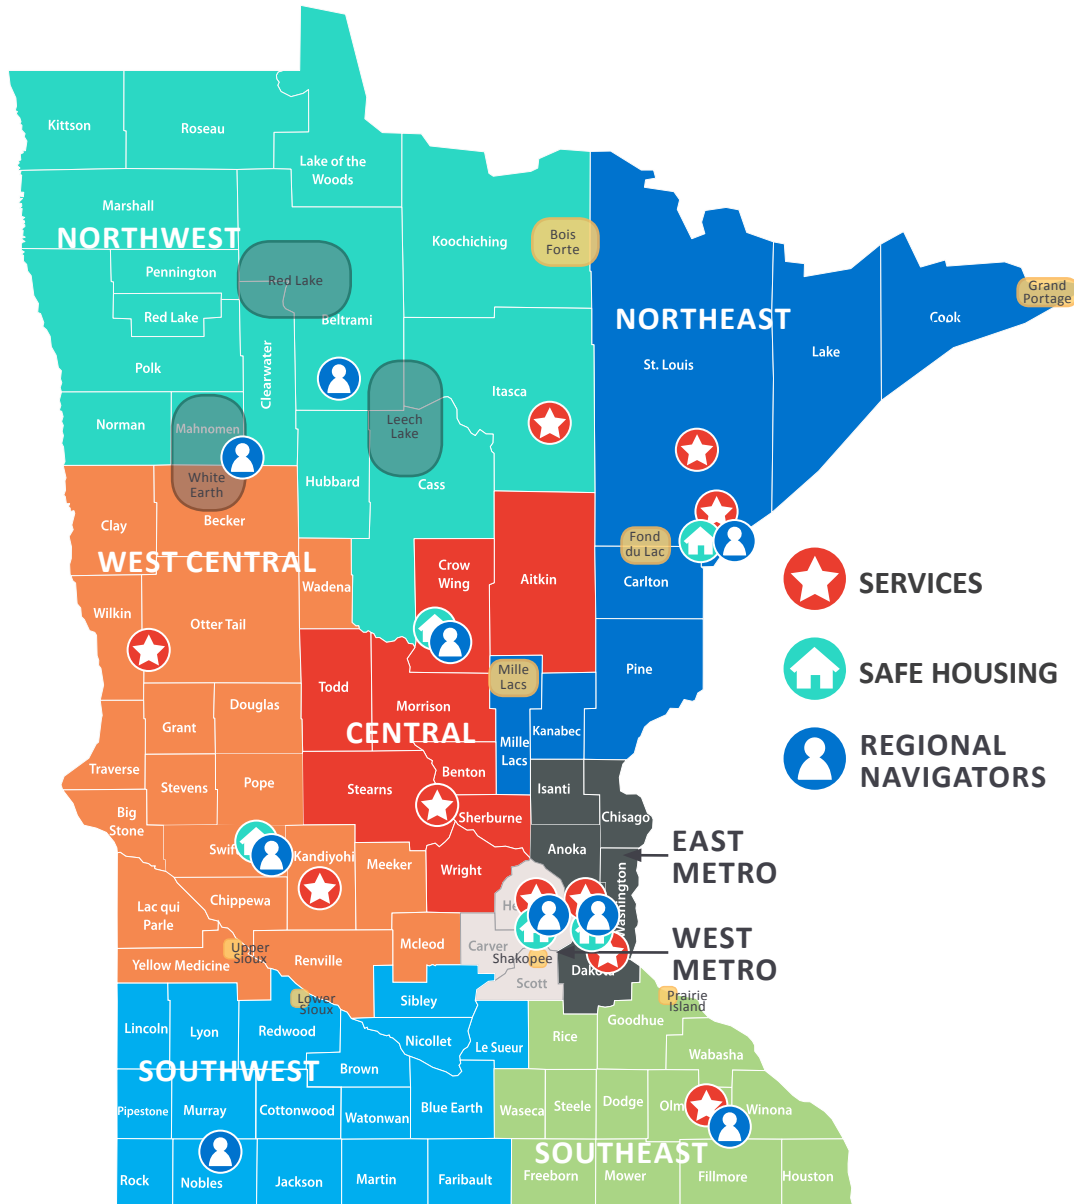 Kittson
Roseau
Lake of the
Woods
Marshall
NORTHWEST
Koochiching
Bois
Forte
Pennington
Red Lake
Red Lake
Beltrami
Grand
Portage
Cook
NORTHEAST
Lake
St. Louis
Polk
Clearwater
Itasca
Norman
Mahnomen
Leech
Lake
White
Earth
Hubbard
Cass
Clay
Becker
WEST CENTRAL
Fond
du Lac
Carlton
Crow
Wing
Aitkin
Wadena
Wilkin
Otter Tail
SERVICES
SAFE HOUSING
REGIONAL
NAVIGATORS
Mille
Lacs
Pine
Todd
Morrison
CENTRAL
Douglas
Grant
Kanabec
Mille
Lacs
Traverse
Stevens
Pope
Stearns
Benton
Isanti
Chisago
Big
Stone
Sherburne
Swif
Kandiyohi
Meeker
Wright
Anoka
Washington
EAST
METRO
Chippewa
He
Lac qui
Parle
Mcleod
Carver
Shakopee
WEST
METRO
Upper
Sioux
Yellow Medicine
Renville
Scott
Dakota
Lower
Sioux
Sibley
Prairie
Island
Lincoln
Lyon
Redwood
Nicollet
Le Sueur
Rice
Goodhue
Wabasha
SOUTHWEST
Brown
Pipestone
Murray
Cottonwood
Watonwan
Blue Earth
Waseca
Steele
Dodge
Olm
Winona
SOUTHEAST
Rock
Nobles
Jackson
Martin
Faribault
Freeborn
Mower
Fillmore
Houston